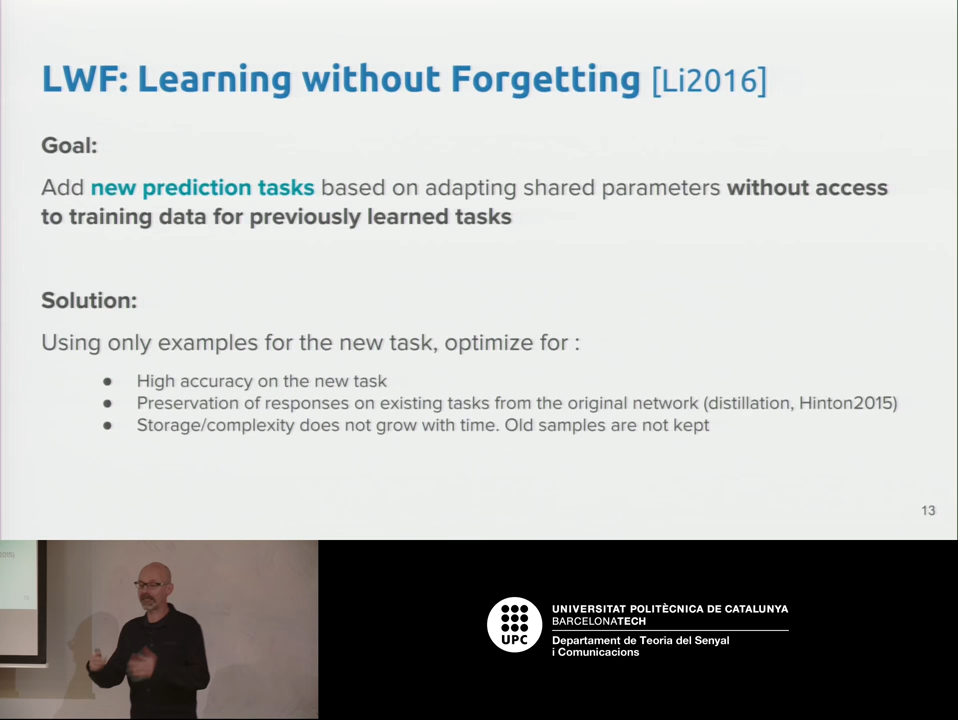 LWF: Learning without Forgetting [Li2016]
Goal:
Add new prediction tasks based on adapting shared parameters without access
to training data for previously learned tasks
Solution:
Using only examples for the new task, optimize for :
● High accuracy on the new task
● Preservation of responses on existing tasks from the original network (distillation, Hinton2015)
● Storage/complexity does not grow with time. Old samples are not kept
13
UPC
UNIVERSITAT POLITÈCNICA DE CATALUNYA
BARCELONATECH
Departament de Teoria del Senyal
i Comunicacions